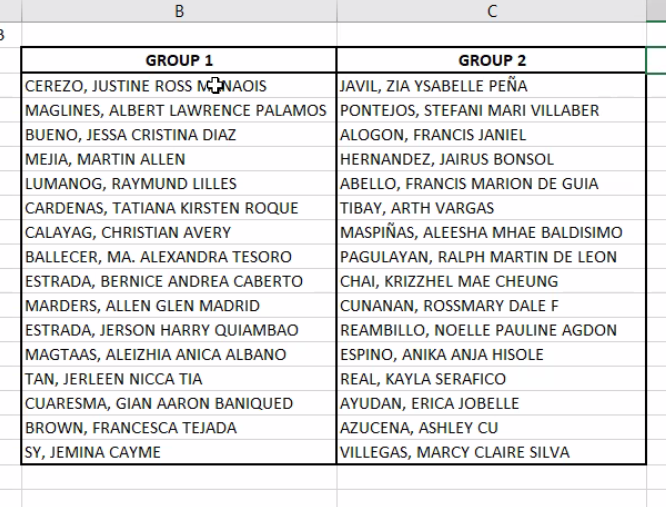 B C
3
GROUP 1 GROUP 2
CEREZO, JUSTINE ROSS NAOIS JAVIL, ZIA YSABELLE PEÑA
MAGLINES, ALBERT LAWRENCE PALAMOS PONTEJOS, STEFANI MARI VILLABER
BUENO, JESSA CRISTINA DIAZ ALOGON, FRANCIS JANIEL
MEJIA, MARTIN ALLEN HERNANDEZ, JAIRUS BONSOL
LUMANOG, RAYMUND LILLES ABELLO, FRANCIS MARION DE GUIA
CARDENAS, TATIANA KIRSTEN ROQUE TIBAY, ARTH VARGAS
CALAYAG, CHRISTIAN AVERY MASPIÑAS, ALEESHA MHAE BALDISIMO
BALLECER, MA. ALEXANDRA TESORO PAGULAYAN, RALPH MARTIN DE LEON
ESTRADA, BERNICE ANDREA CABERTO CHAI, KRIZZHEL MAE CHEUNG
MARDERS, ALLEN GLEN MADRID CUNANAN, ROSSMARY DALE F
ESTRADA, JERSON HARRY QUIAMBAO REAMBILLO, NOELLE PAULINE AGDON
MAGTAAS, ALEIZHIA ANICA ALBANO ESPINO, ANIKA ANJA HISOLE
TAN, JERLEEN NICCA TIA REAL, KAYLA SERAFICO
CUARESMA, GIAN AARON BANIQUED AYUDAN, ERICA JOBELLE
BROWN, FRANCESCA TEJADA AZUCENA, ASHLEY CU
SY, JEMINA CAYME VILLEGAS, MARCY CLAIRE SILVA